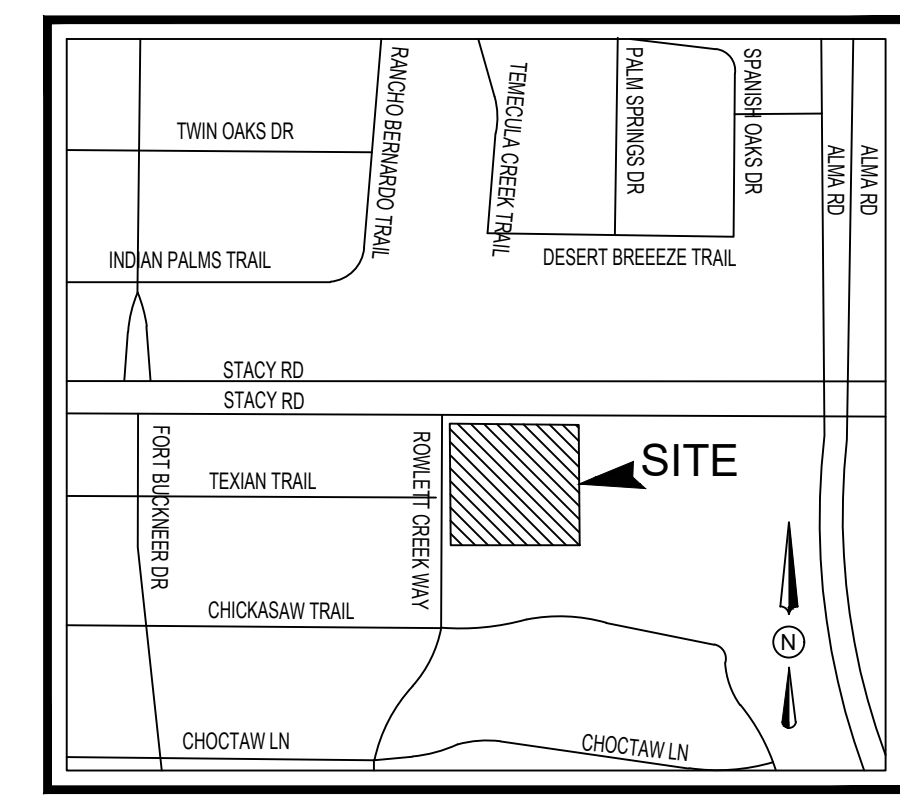 RANCHO BERNARDO TRAIL
TEMECULA CREEK TRAIL
PALM SPRINGS DR
SPANISH OAKS DR
TWIN OAKS DR
ALMA RD
ALMA RD
INDIAN PALMS TRAIL
DESERT BREEEZE TRAIL
STACY RD
STACY RD
FORT BUCKNEER DR
ROWLETT CREEK WAY
SITE
TEXIAN TRAIL
CHICKASAW TRAIL
N
CHOCTAW LN
CHOCTAW LN